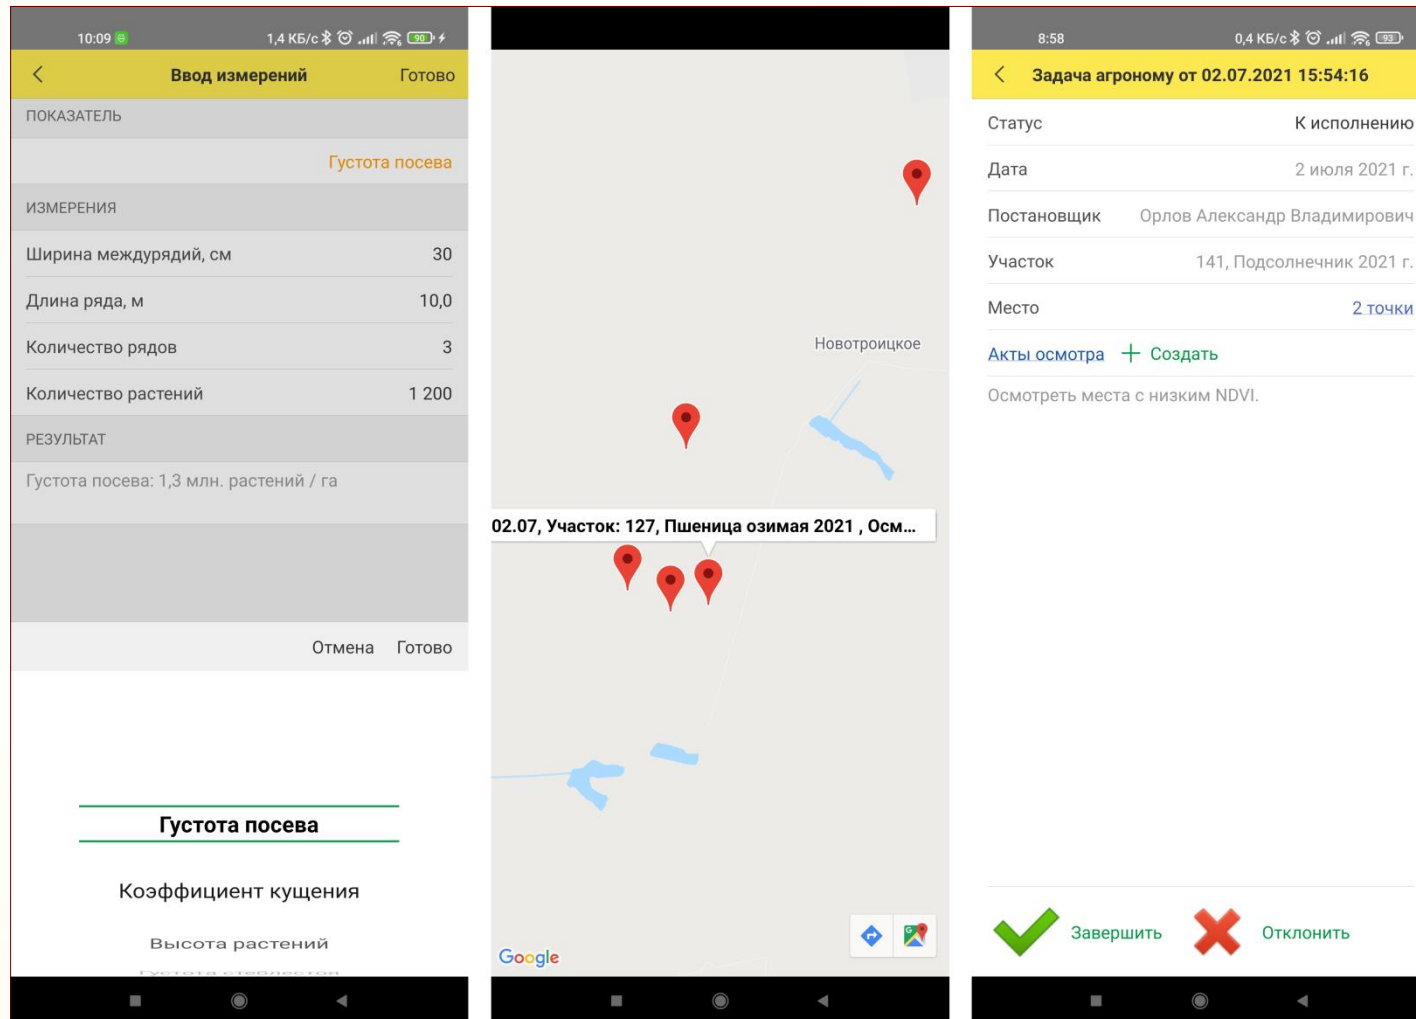 10:09
1,4 КБ/с
90
Ввод измерений
Готово
ПОКАЗАТЕЛЬ
Густота посева
ИЗМЕРЕНИЯ
Ширина междурядий, см 30
Длина ряда, м 10,0
Количество рядов 3
Количество растений 1 200
РЕЗУЛЬТАТ
Густота посева: 1,3 млн. растений / га
Отмена Готово
Густота посева
Коэффициент кущения
Высота растений
Новотроицкое
02.07, Участок: 127, Пшеница озимая 2021 , Осм...
Google
8:58
0,4 КБ/с
93
Задача агроному от 02.07.2021 15:54:16
Статус К исполнению
Дата 2 июля 2021 г.
Постановщик Орлов Александр Владимирович
Участок 141, Подсолнечник 2021 г.
Место 2 точки
Акты осмотра + Создать
Осмотреть места с низким NDVI.
Завершить
Отклонить